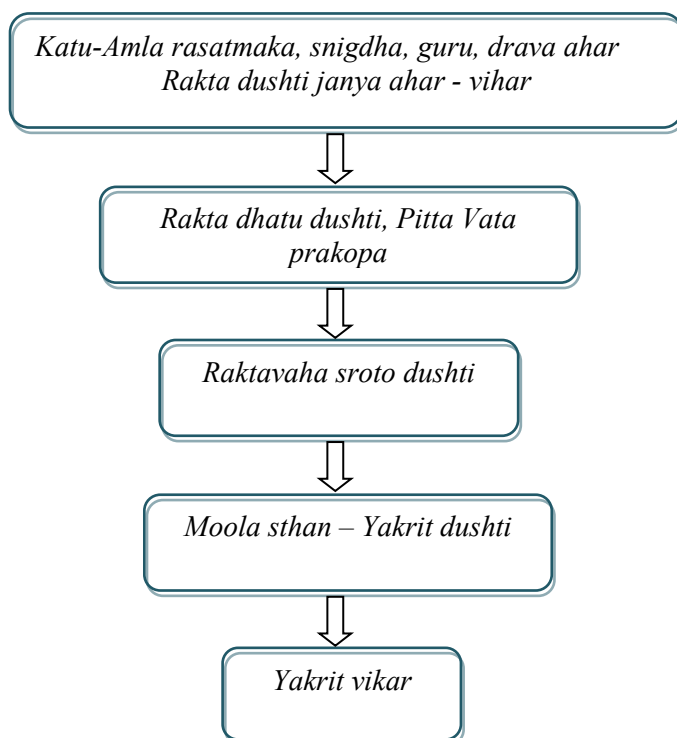 Katu-Amla rasatmaka, snigdha, guru, drava ahar
Rakta dushti janya ahar - vihar
Rakta dhatu dushti, Pitta Vata
prakopa
Raktavaha sroto dushti
Moola sthan – Yakrit dushti
Yakrit vikar